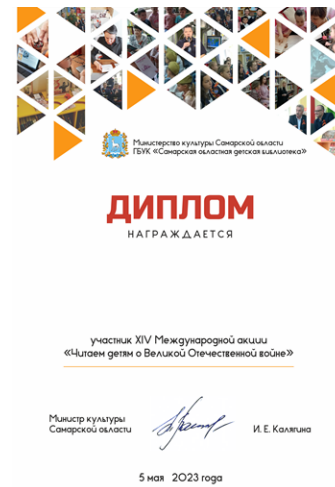 Министерство культуры Самарской области
ГБУК «Самарская областная детская библиотека»
ДИПЛОМ
НАГРАЖДАЕТСЯ
участник XIV Международной акции
«Читаем детям о Великой Отечественной войне»
Министр культуры
Самарской области
И. Е. Калягина
5 мая 2023 года